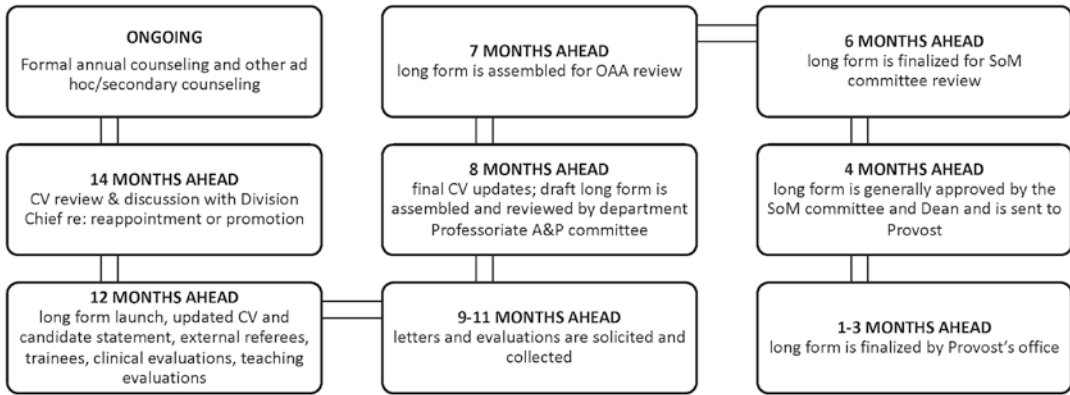 ONGOING
Formal annual counseling and other ad
hoc/secondary counseling
14 MONTHS AHEAD
CV review & discussion with Division
Chief re: reappointment or promotion
12 MONTHS AHEAD
long form launch, updated CV and
candidate statement, external referees,
trainees, clinical evaluations, teaching
evaluations
9-11 MONTHS AHEAD
letters and evaluations are solicited and
collected
8 MONTHS AHEAD
final CV updates; draft long form is
assembled and reviewed by department
Professoriate A&P committee
7 MONTHS AHEAD
long form is assembled for OAA review
6 MONTHS AHEAD
long form is finalized for SoM
committee review
4 MONTHS AHEAD
long form is generally approved by the
SoM committee and Dean and is sent to
Provost
1-3 MONTHS AHEAD
long form is finalized by Provost's office